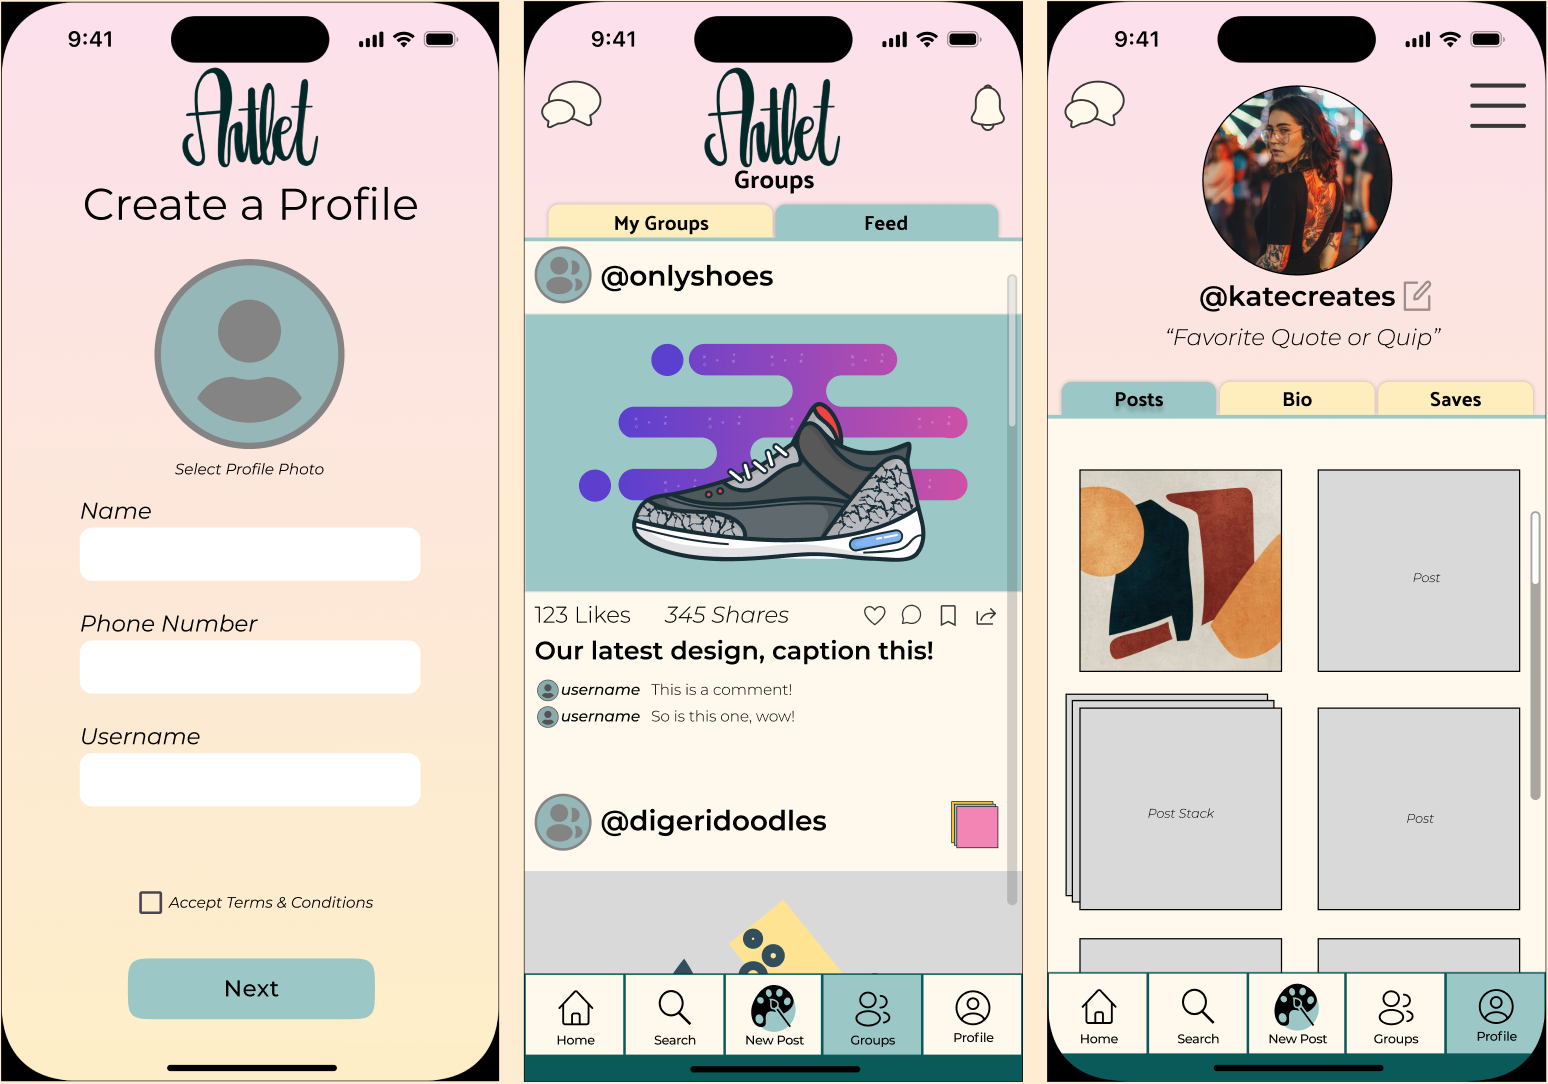 9:41
Artlet
Create a Profile
Select Profile Photo
Name
Phone Number
Username
Accept Terms & Conditions
Next
9:41
Artlet
Groups
My Groups
Feed
@onlyshoes
123 Likes
345 Shares
Our latest design, caption this!
username This is a comment!
username So is this one, wow!
@digeridoodles
Home
Search
New Post
Groups
Profile
9:41
@katecreates
“Favorite Quote or Quip”
Posts
Bio
Saves
Post
Post Stack
Post
Home
Search
New Post
Groups
Profile